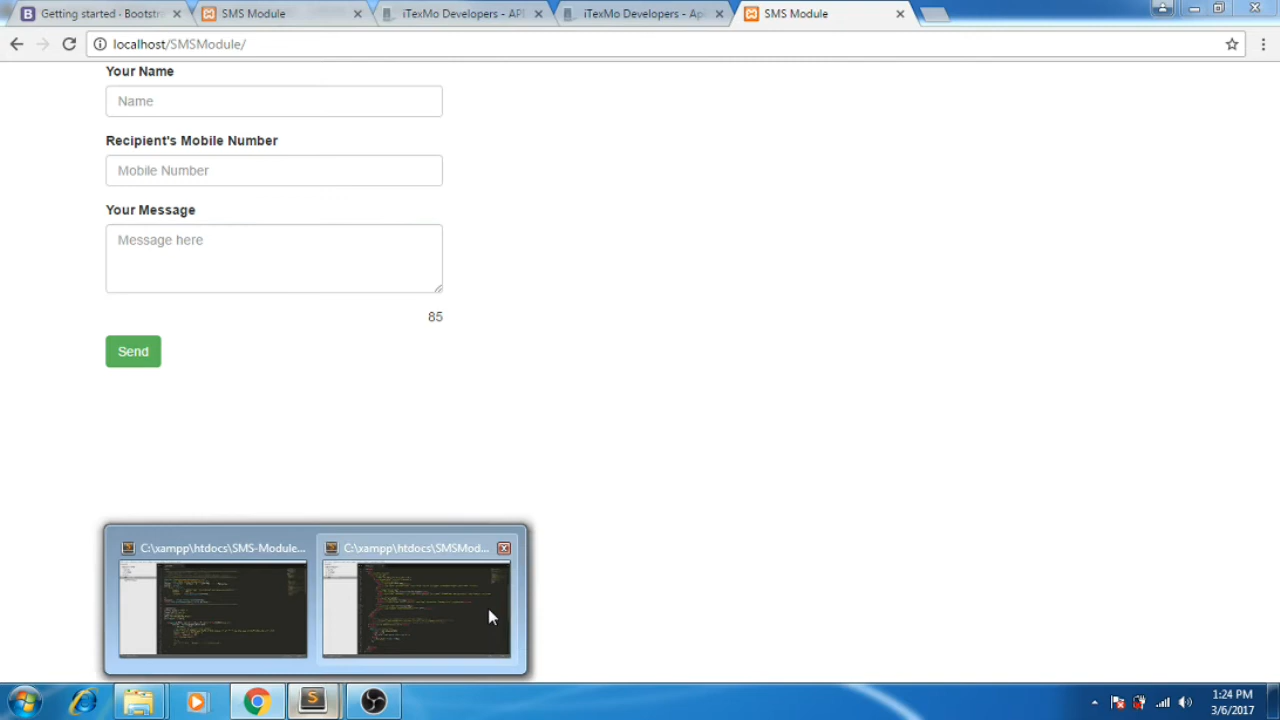 Getting started - Bootstr
SMS Module
iTexMo Developers - API
iTexMo Developers - Api
SMS Module
localhost/SMSModule/
Your Name
Name
Recipient's Mobile Number
Mobile Number
Your Message
Message here
85
Send
C:\xampp\htdocs\SMS-Module...
C:\xampp\htdocs\SMSMod...
1:24 PM
3/6/2017